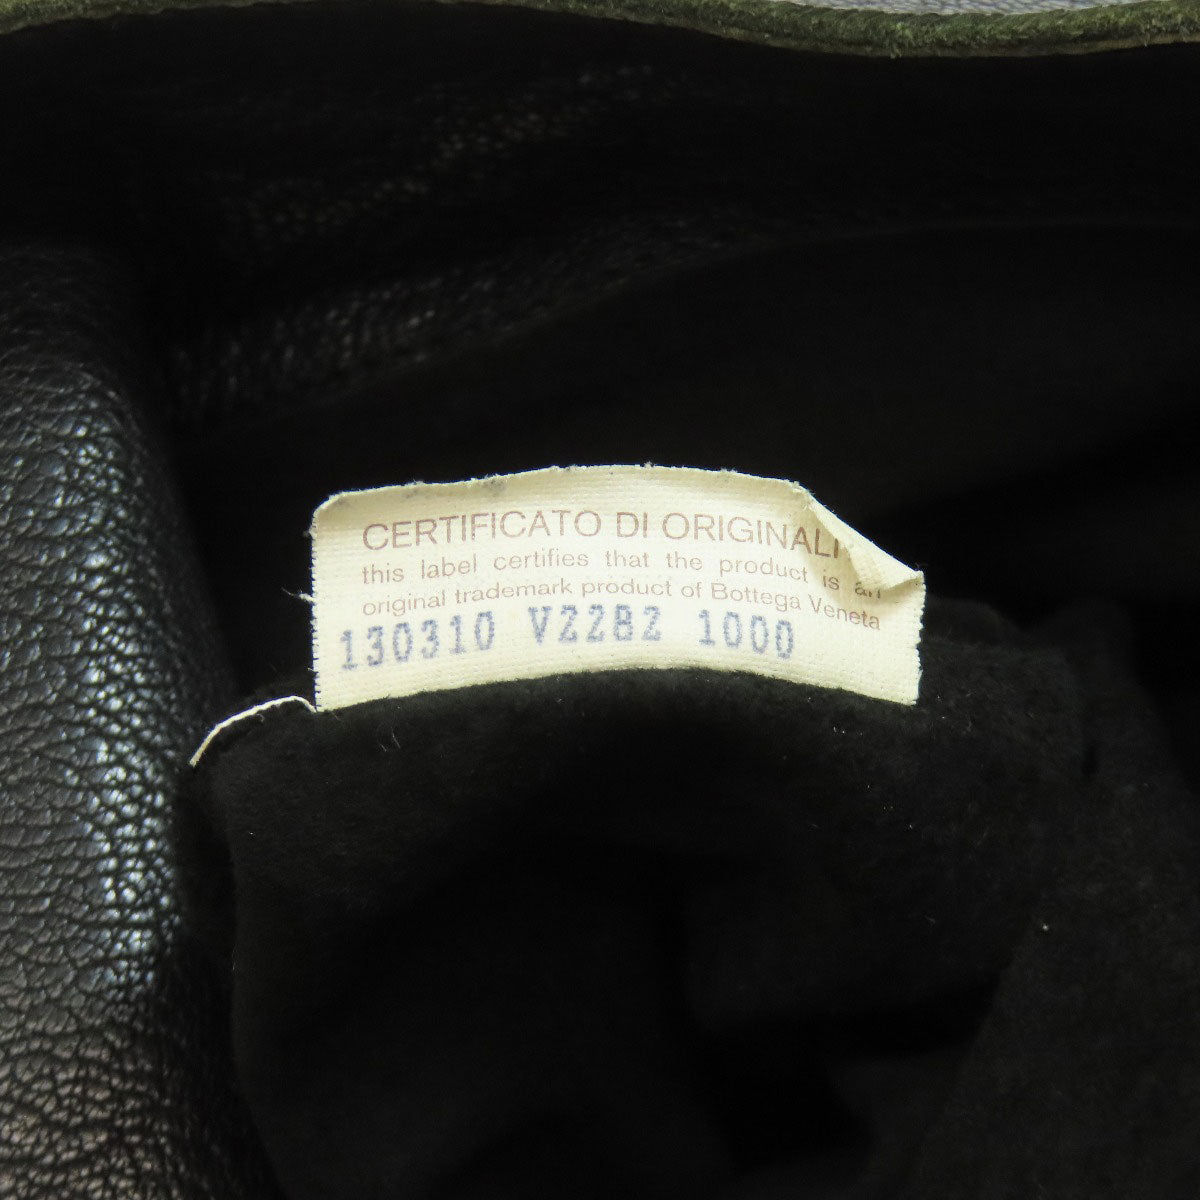 CERTIFICATO DI ORIGINALI
this label certifies that the product is an
original trademark product of Bottega Veneta
130310 VZZBZ 1000